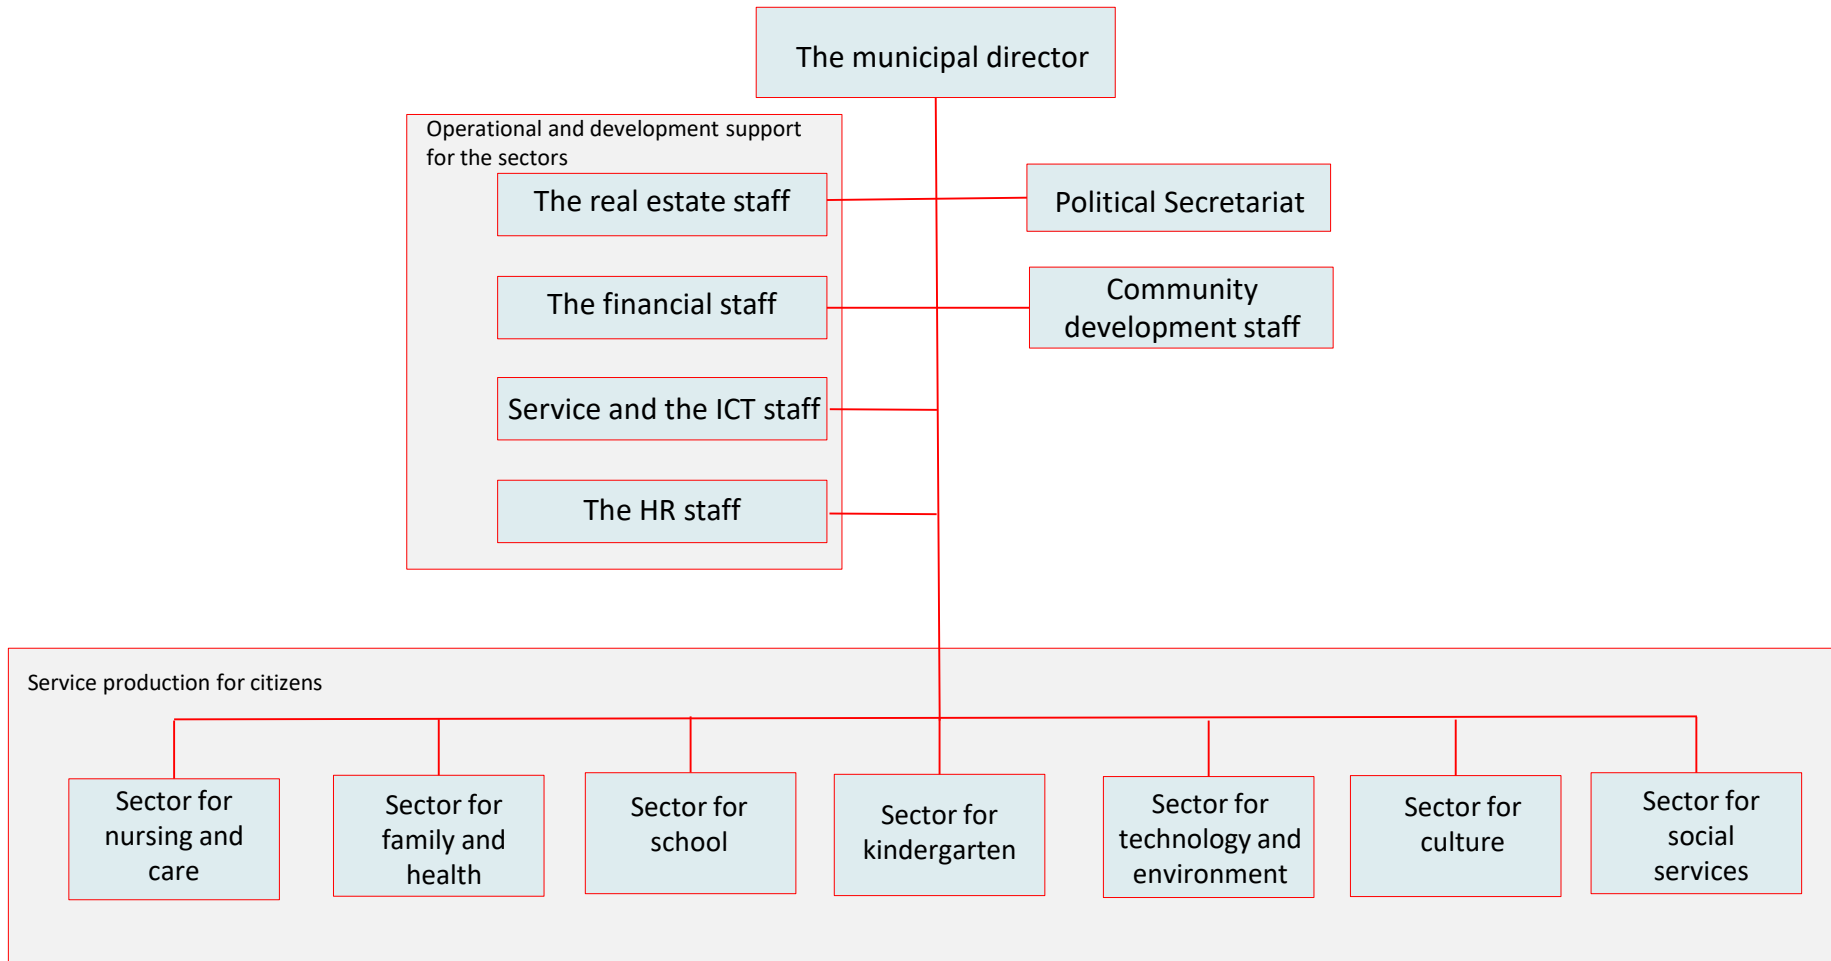 The municipal director
Operational and development support
for the sectors
The real estate staff
Political Secretariat
The financial staff
Community
development staff
Service and the ICT staff
The HR staff
Service production for citizens
Sector for
nursing and
care
Sector for
family and
health
Sector for
school
Sector for
kindergarten
Sector for
technology and
environment
Sector for
culture
Sector for
social
services